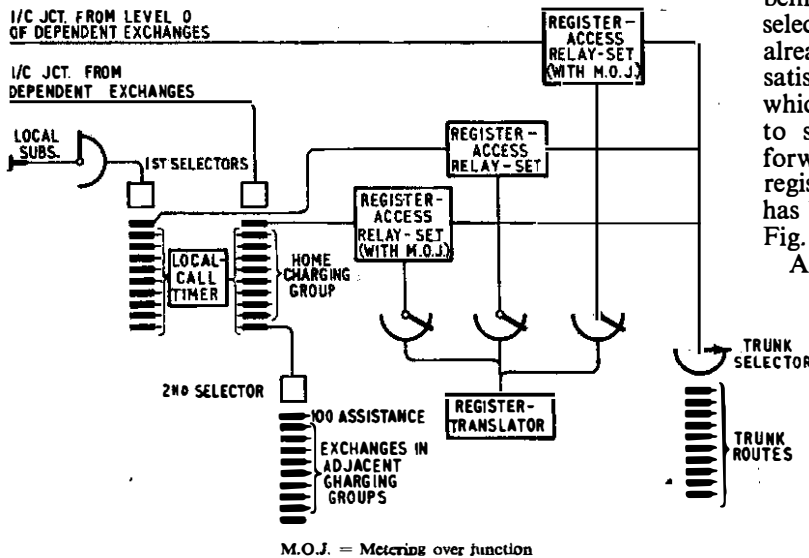 I/C JCT. FROM LEVEL O
OF DEPENDENT EXCHANGES
I/C JCT. FROM
DEPENDENT EXCHANGES
LOCAL
SUBS.
1ST SELECTORS
REGISTER-
ACCESS
RELAY-SET
(WITH M.O.J.)
REGISTER-
ACCESS
RELAY-SET
REGISTER-
ACCESS
RELAY-SET
(WITH M.O.J.)
LOCAL-
CALL
TIMER
HOME
CHARGING
GROUP
2ND SELECTOR
100 ASSISTANCE
EXCHANGES IN
ADJACENT
CHARGING
GROUPS
REGISTER-
TRANSLATOR
TRUNK
SELECTOR
TRUNK
ROUTES
M.O.J. = Metering over junction
selec
alrea
satis
whic
to s
forw
regis
has
Fig.
A